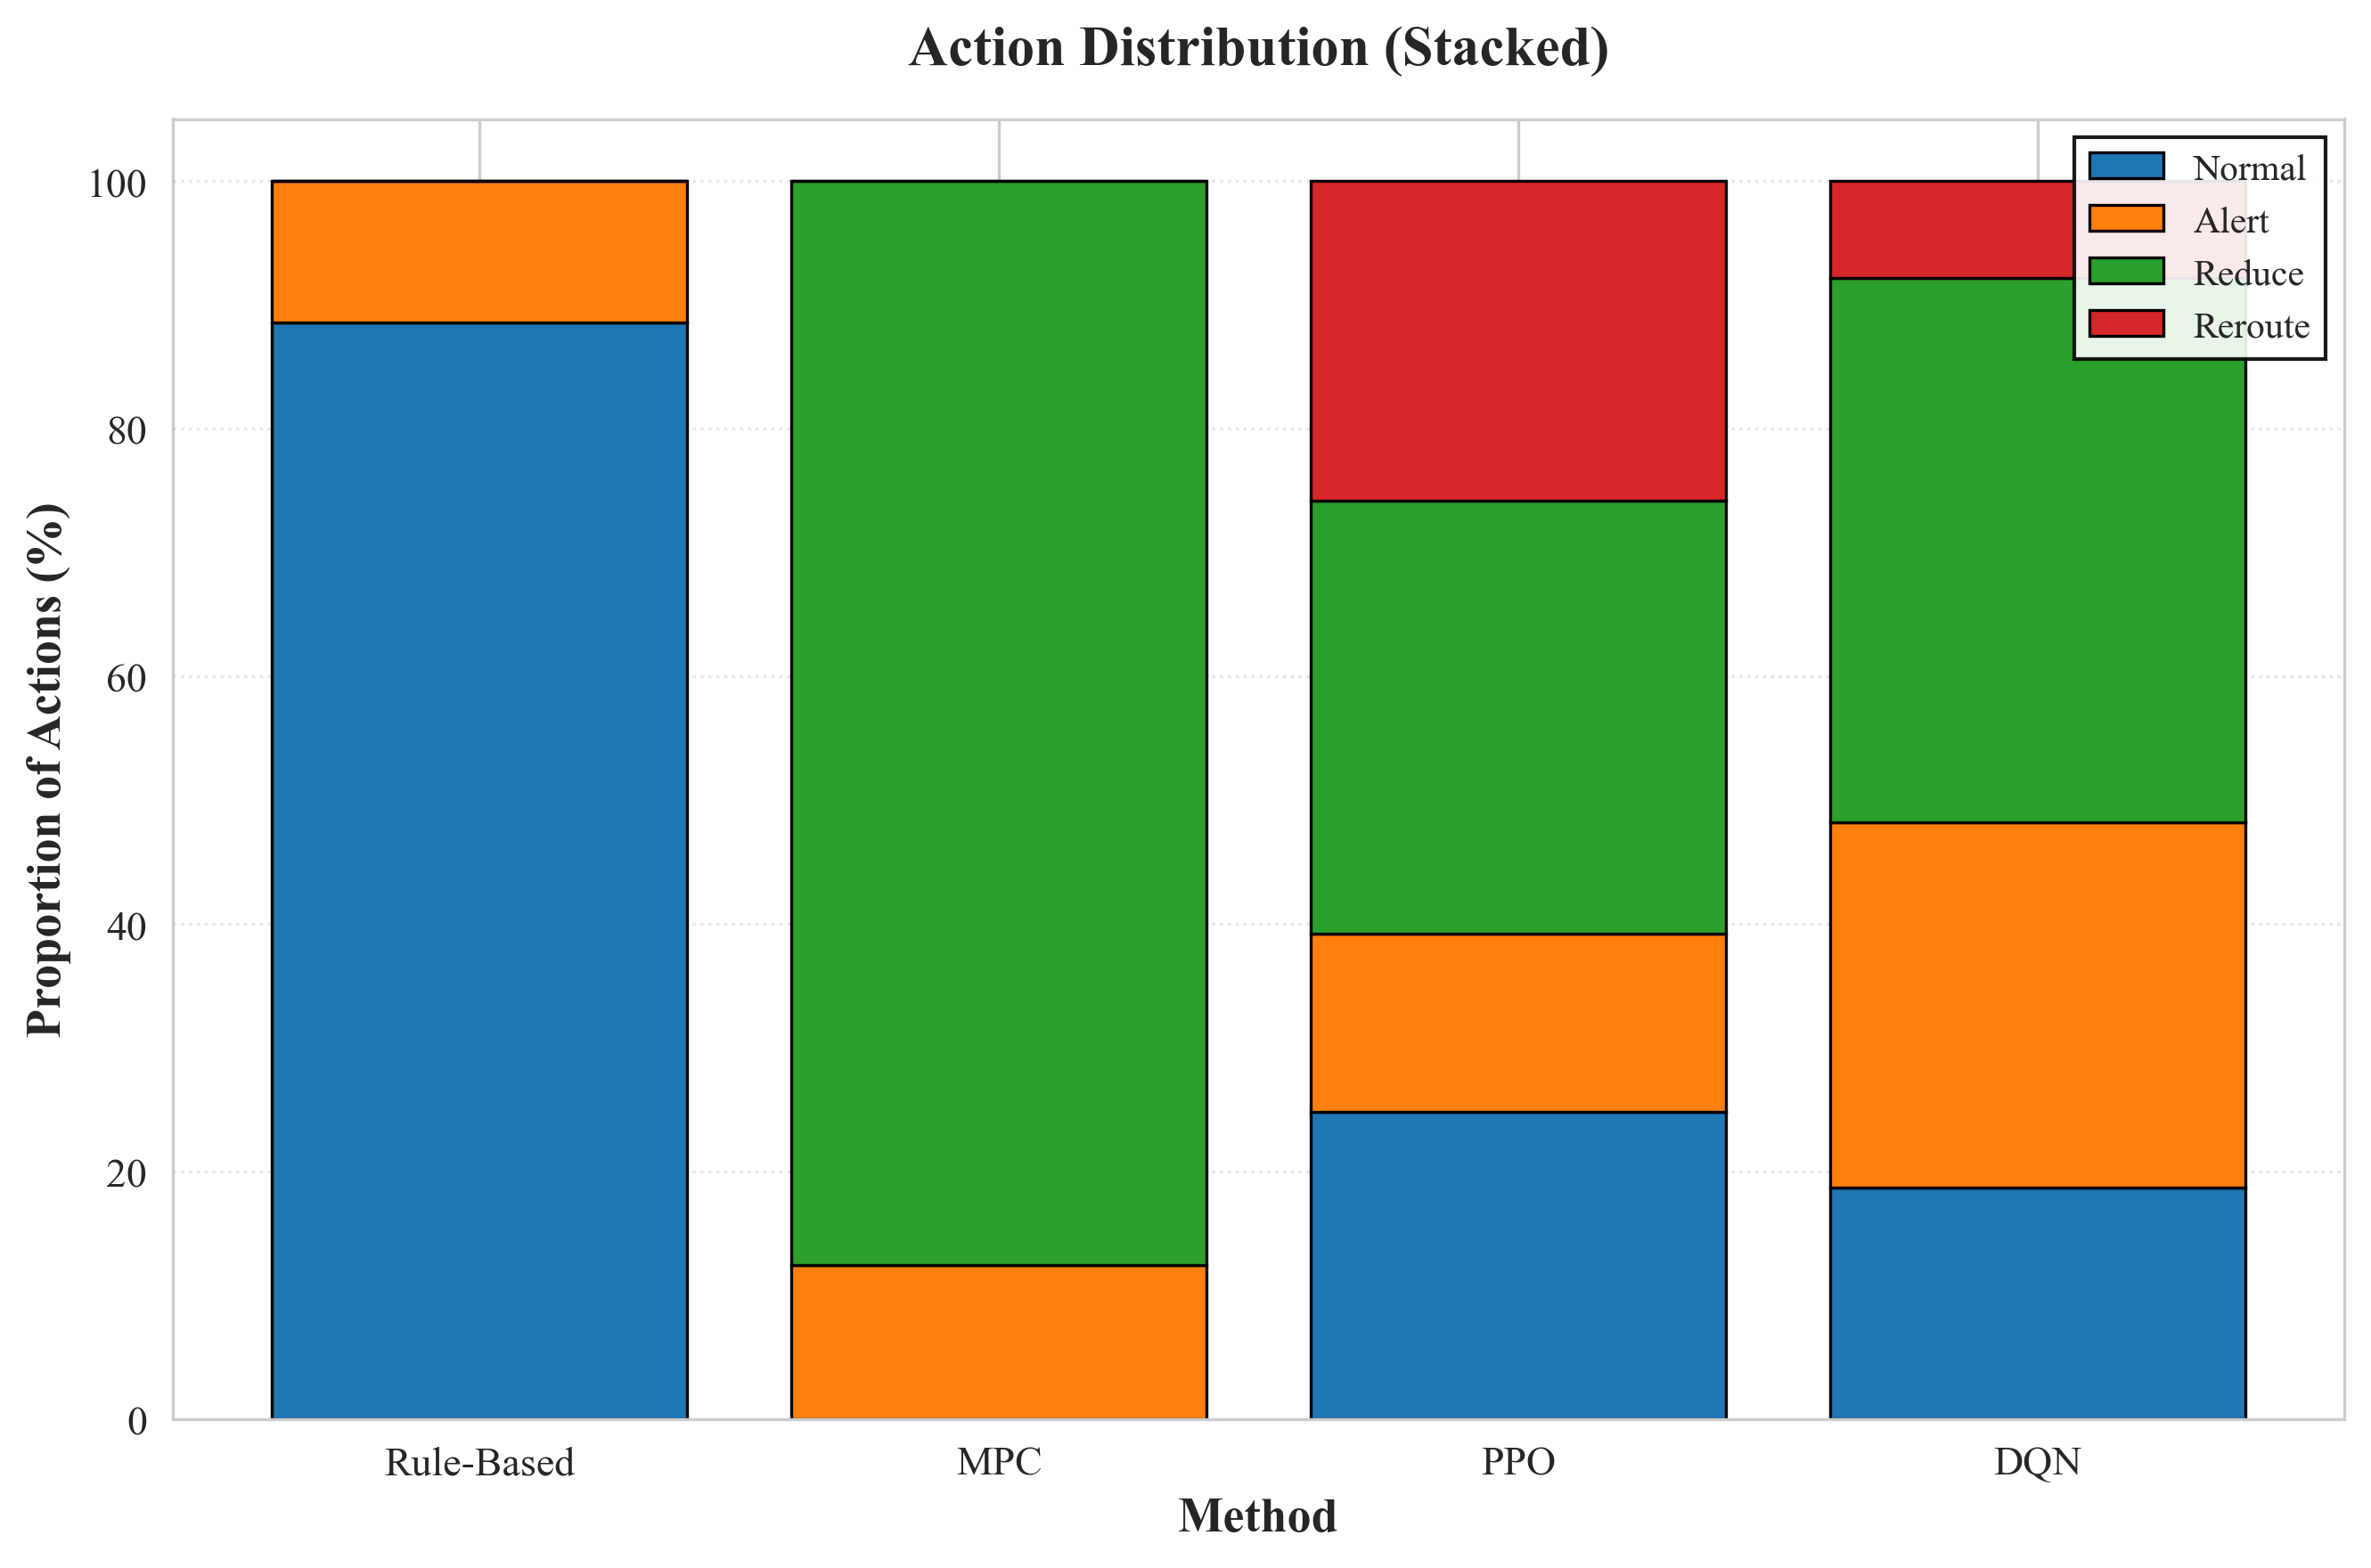 Action Distribution (Stacked)
Normal
Alert
Reduce
Reroute
Proportion of Actions (%)
100
80
60
40
20
0
Rule-Based MPC PPO DQN
Method